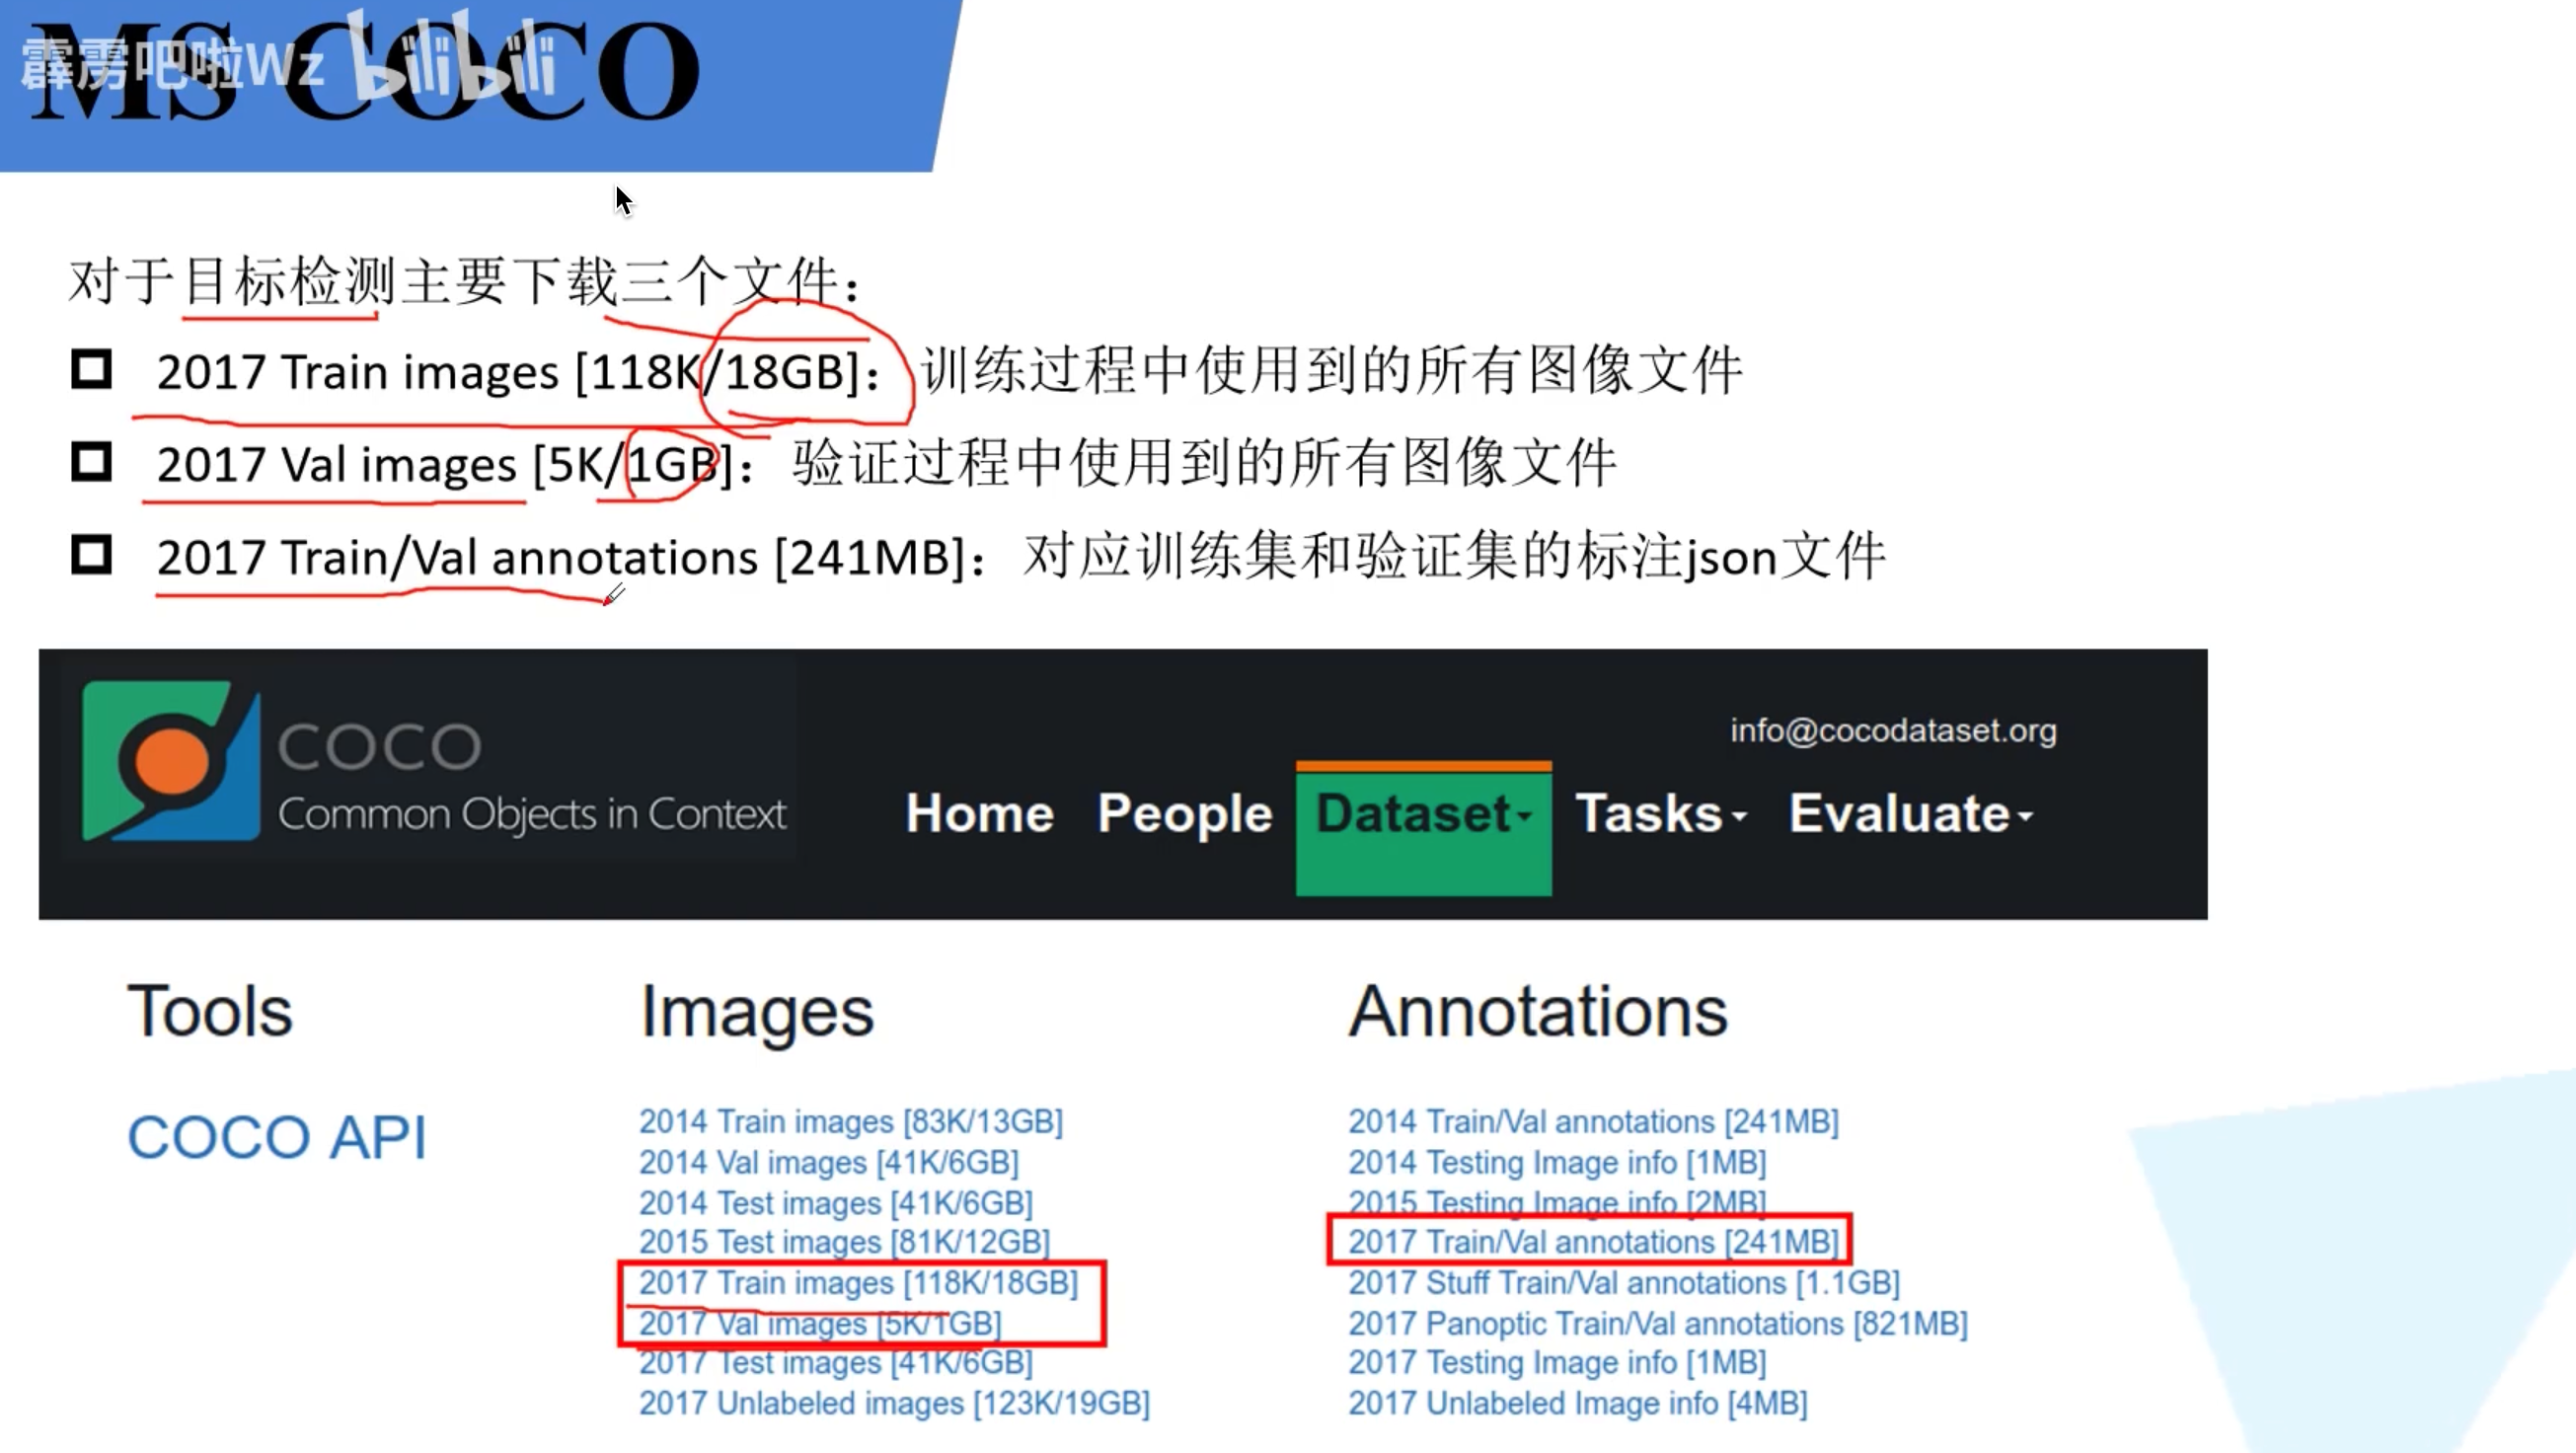 MS COCO
霹雳吧啦Wz bilibili
对于目标检测主要下载三个文件：
2017 Train images [118K/18GB]：训练过程中使用到的所有图像文件
2017 Val images [5K/1GB]：验证过程中使用到的所有图像文件
2017 Train/Val annotations [241MB]：对应训练集和验证集的标注json文件
COCO
Common Objects in Context
info@cocodataset.org
Home People Dataset Tasks Evaluate
Tools
COCO API
Images
2014 Train images [83K/13GB]
2014 Val images [41K/6GB]
2014 Test images [41K/6GB]
2015 Test images [81K/12GB]
2017 Train images [118K/18GB]
2017 Val images [5K/1GB]
2017 Test images [41K/6GB]
2017 Unlabeled images [123K/19GB]
Annotations
2014 Train/Val annotations [241MB]
2014 Testing Image info [1MB]
2015 Testing Image info [2MB]
2017 Train/Val annotations [241MB]
2017 Stuff Train/Val annotations [1.1GB]
2017 Panoptic Train/Val annotations [821MB]
2017 Testing Image info [1MB]
2017 Unlabeled Image info [4MB]